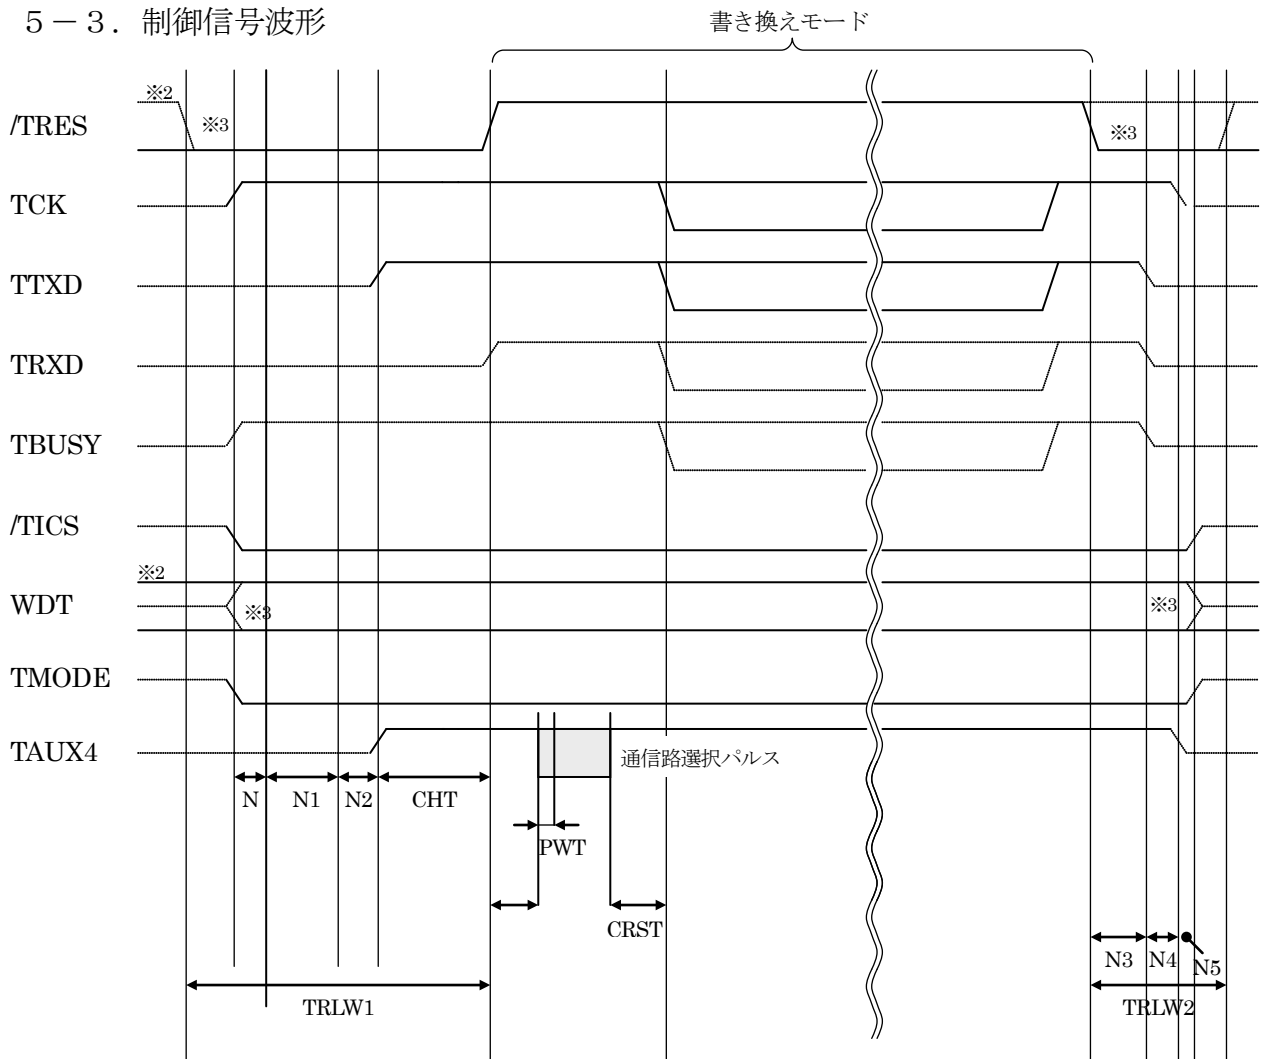 ５－３．制御信号波形
書き換えモード
※2
/TRES
※3
※3
TCK
TTXD
TRXD
TBUSY
/TICS
※2
WDT
※3
※3
TMODE
TAUX4
通信路選択パルス
N
N1
N2
CHT
PWT
CRST
N3
N4
N5
TRLW1
TRLW2